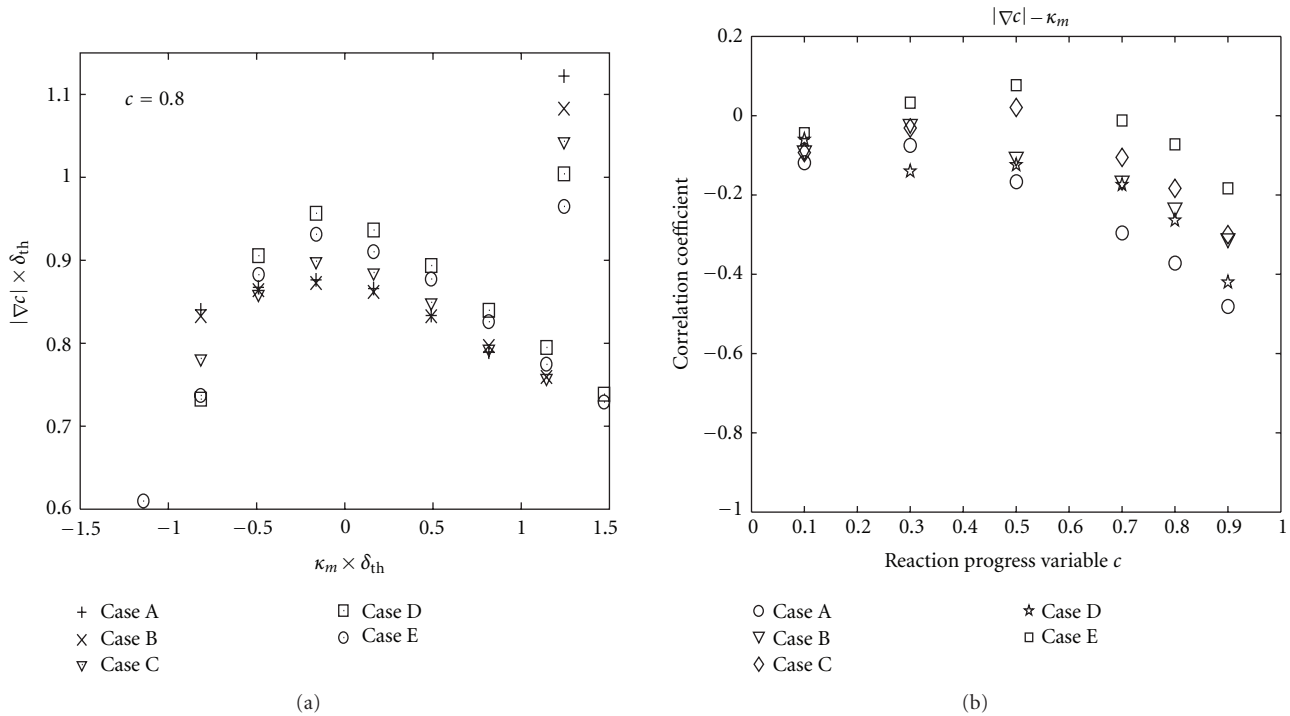 c = 0.8
1.1
1
0.9
0.8
0.7
0.6
|∇c| × δth
−1.5
−1
−0.5
0
0.5
1
1.5
κm × δth
Case A
Case B
Case C
Case D
Case E
(a)
|∇c| − κm
0.2
0
−0.2
−0.4
−0.6
−0.8
−1
Correlation coefficient
0
0.1
0.2
0.3
0.4
0.5
0.6
0.7
0.8
0.9
1
Reaction progress variable c
Case A
Case B
Case C
Case D
Case E
(b)